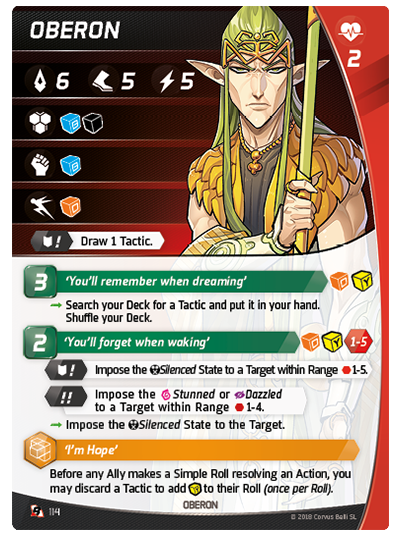 OBERON
2
6 5 5
B
B
O
! Draw 1 Tactic.
3 'You'll remember when dreaming' O Y
→ Search your Deck for a Tactic and put it in your hand.
Shuffle your Deck.
2 'You'll forget when waking' O Y 1-5
! Impose the Silenced State to a Target within Range 1-5.
!! Impose the Stunned or Dazzled
to a Target within Range 1-4.
→ Impose the Silenced State to the Target.
'I'm Hope'
Before any Ally makes a Simple Roll resolving an Action, you
may discard a Tactic to add Y to their Roll (once per Roll).
OBERON
114
© 2018 Corvus Belli SL